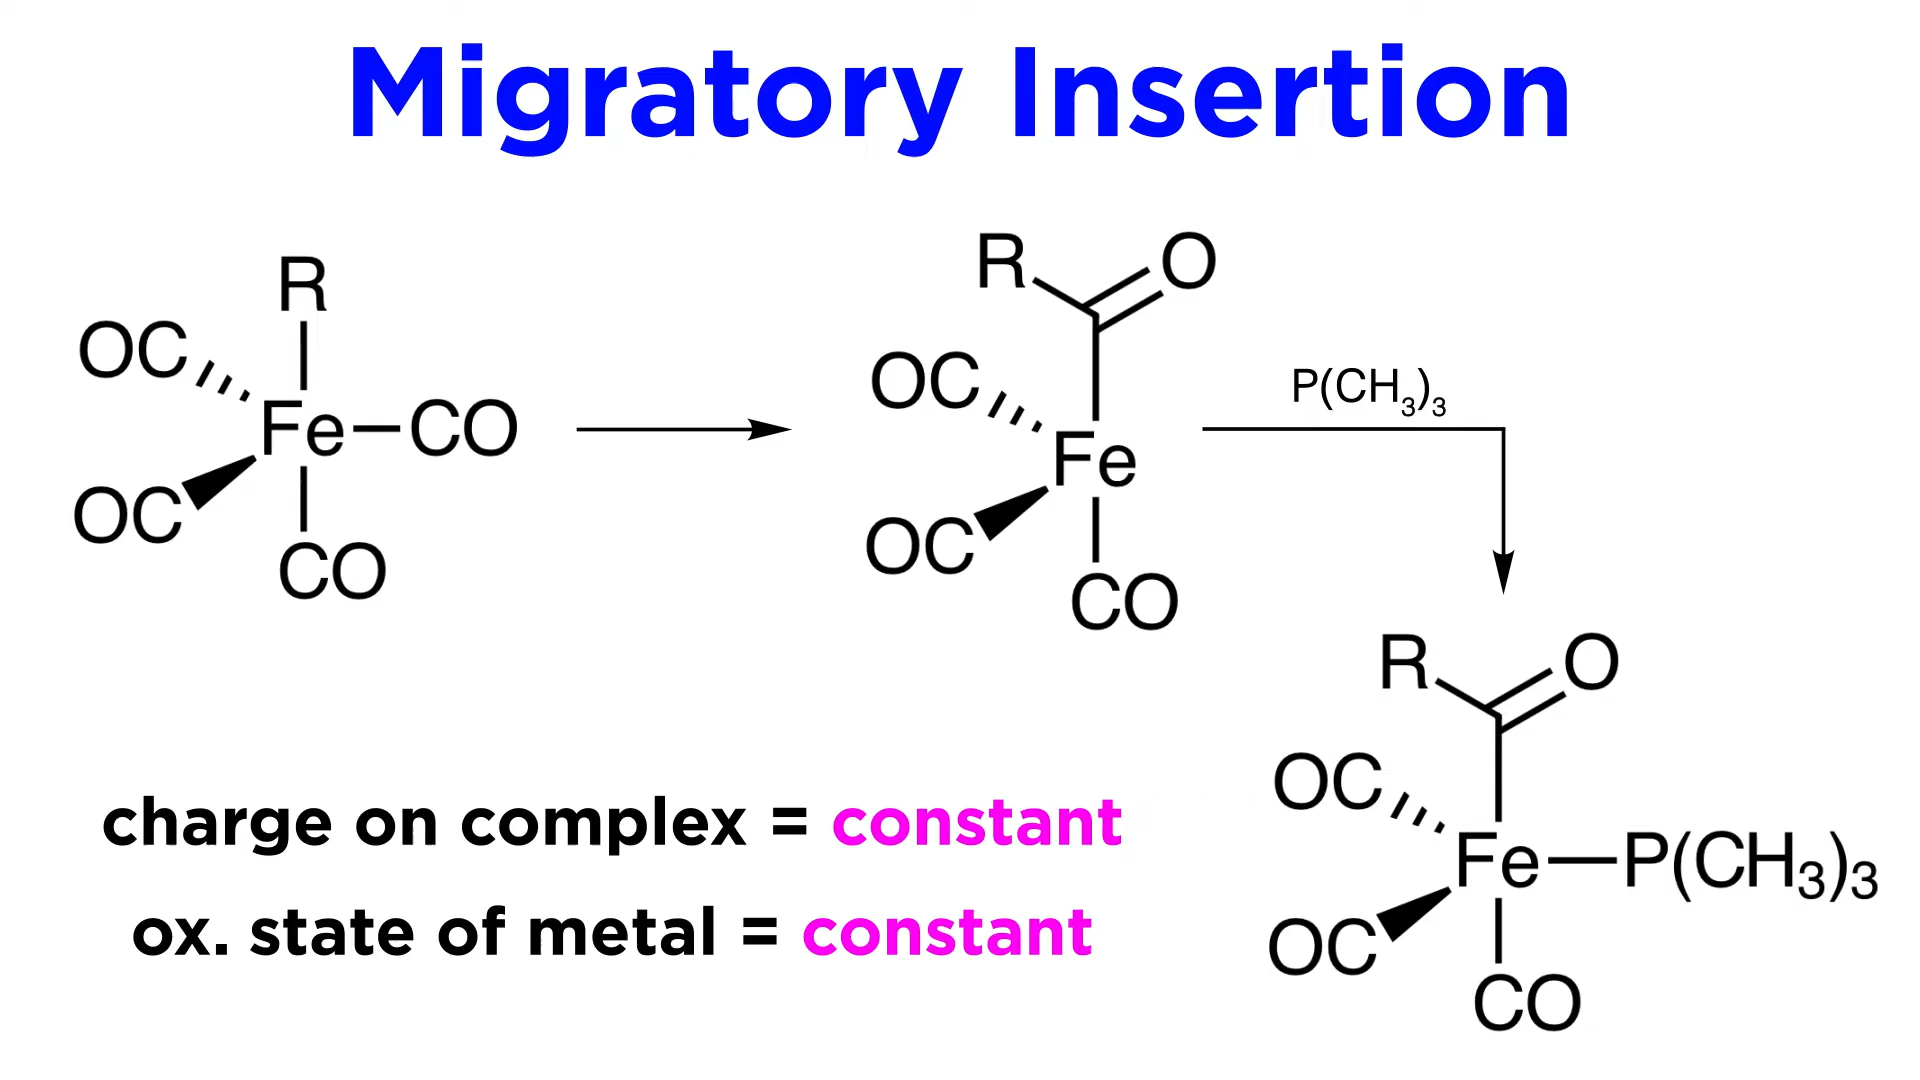 Migratory Insertion
R
OC
Fe
CO
OC
CO
R
O
OC
Fe
OC
CO
P(CH₃)₃
R
O
OC
Fe
P(CH₃)₃
OC
CO
charge on complex = constant
ox. state of metal = constant